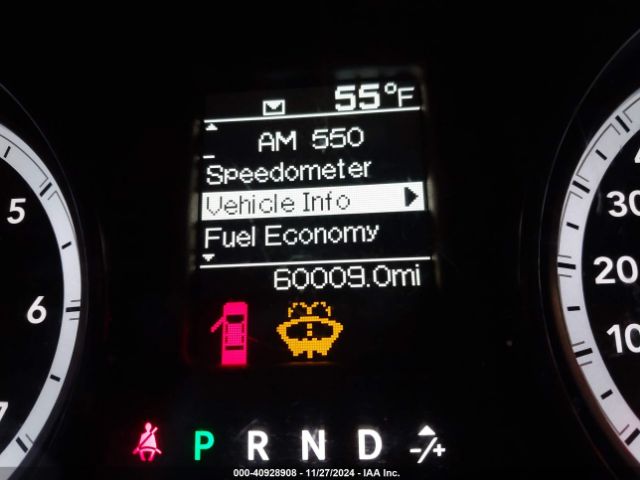 55°F
AM 550
Speedometer
Vehicle Info
Fuel Economy
60009.0mi
5
6
7
30
20
10
P R N D -/+
000-40928908 - 11/27/2024 - IAA Inc.